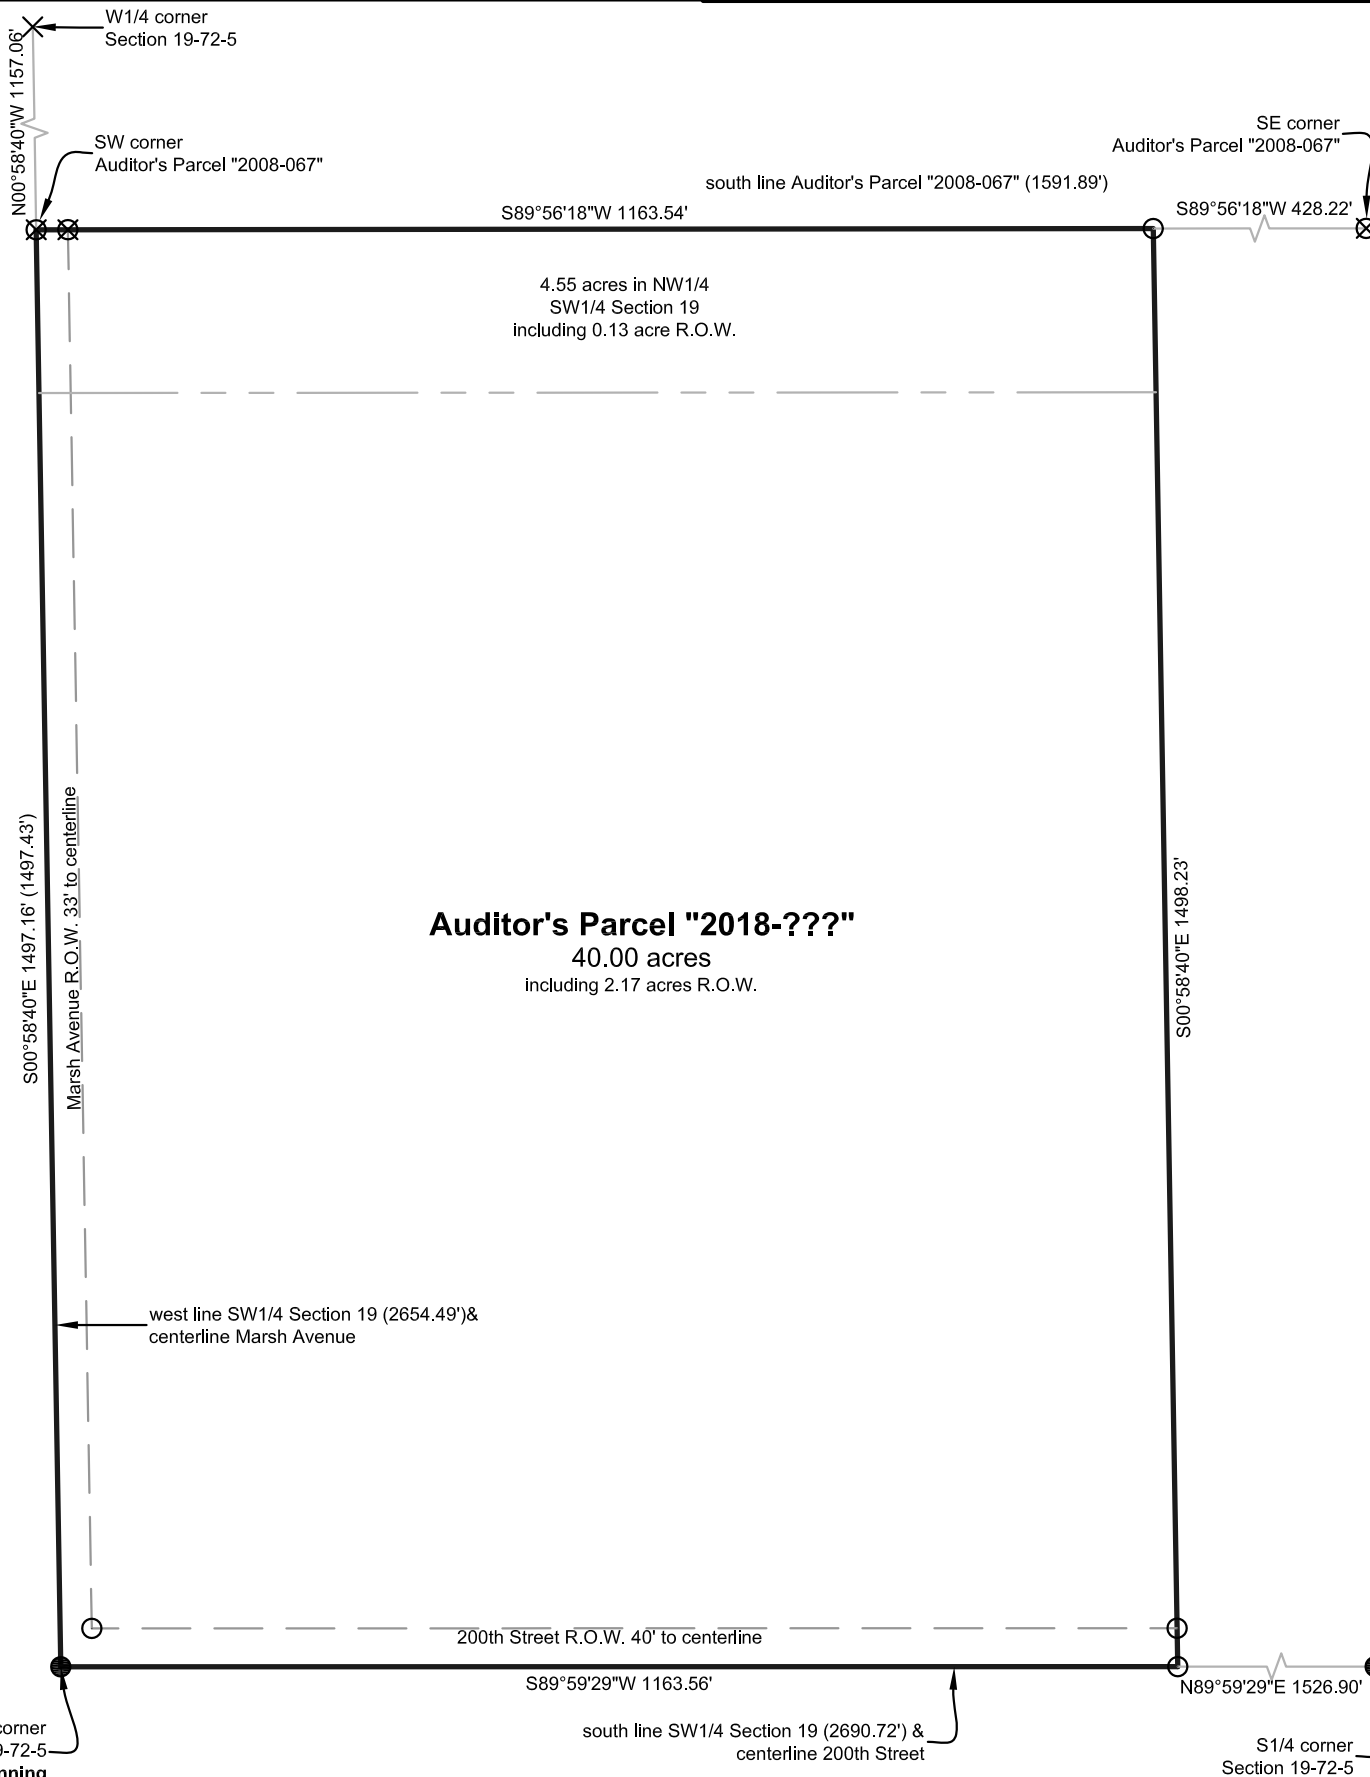 W1/4 corner
Section 19-72-5
N00°58'40"W 1157.06'
SW corner
Auditor's Parcel "2008-067"
SE corner
Auditor's Parcel "2008-067"
south line Auditor's Parcel "2008-067" (1591.89')
S89°56'18"W 1163.54'
S89°56'18"W 428.22'
4.55 acres in NW1/4
SW1/4 Section 19
including 0.13 acre R.O.W.
S00°58'40"E 1497.16' (1497.43')
Marsh Avenue R.O.W. 33' to centerline
Auditor's Parcel "2018-???"
40.00 acres
including 2.17 acres R.O.W.
S00°58'40"E 1498.23'
west line SW1/4 Section 19 (2654.49')&
centerline Marsh Avenue
200th Street R.O.W. 40' to centerline
S89°59'29"W 1163.56'
N89°59'29"E 1526.90'
corner
9-72-5
nning
south line SW1/4 Section 19 (2690.72') &
centerline 200th Street
S1/4 corner
Section 19-72-5